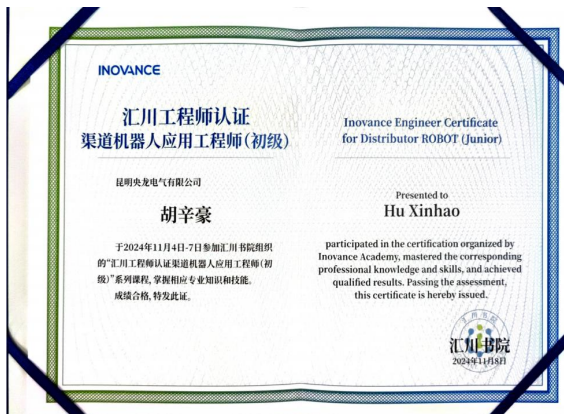 INOVANCE
汇川工程师认证
渠道机器人应用工程师(初级)
昆明央龙电气有限公司
胡辛豪
于2024年11月4日-7日参加汇川书院组织
的“汇川工程师认证渠道机器人应用工程师(初
级)”系列课程,掌握相应专业知识和技能。
成绩合格,特发此证。
Inovance Engineer Certificate
for Distributor ROBOT (Junior)
Presented to
Hu Xinhao
participated in the certification organized by
Inovance Academy, mastered the corresponding
professional knowledge and skills, and achieved
qualified results. Passing the assessment,
this certificate is hereby issued.
汇川书院
汇川书院
2024年11月18日